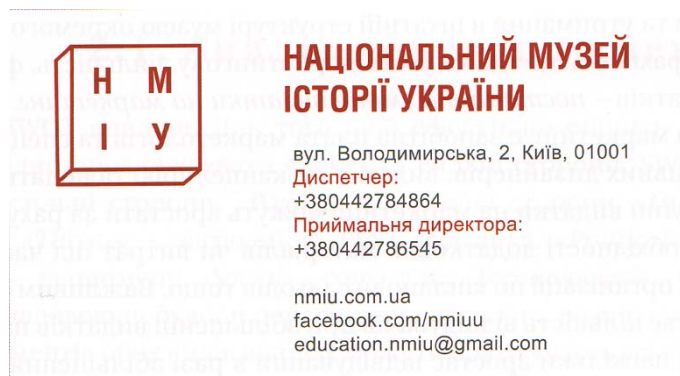 Н М
І У
НАЦІОНАЛЬНИЙ МУЗЕЙ
ІСТОРІЇ УКРАЇНИ
вул. Володимирська, 2, Київ, 01001
Диспетчер:
+380442784864
Приймальня директора:
+380442786545
nmiu.com.ua
facebook.com/nmiuu
education.nmiu@gmail.com